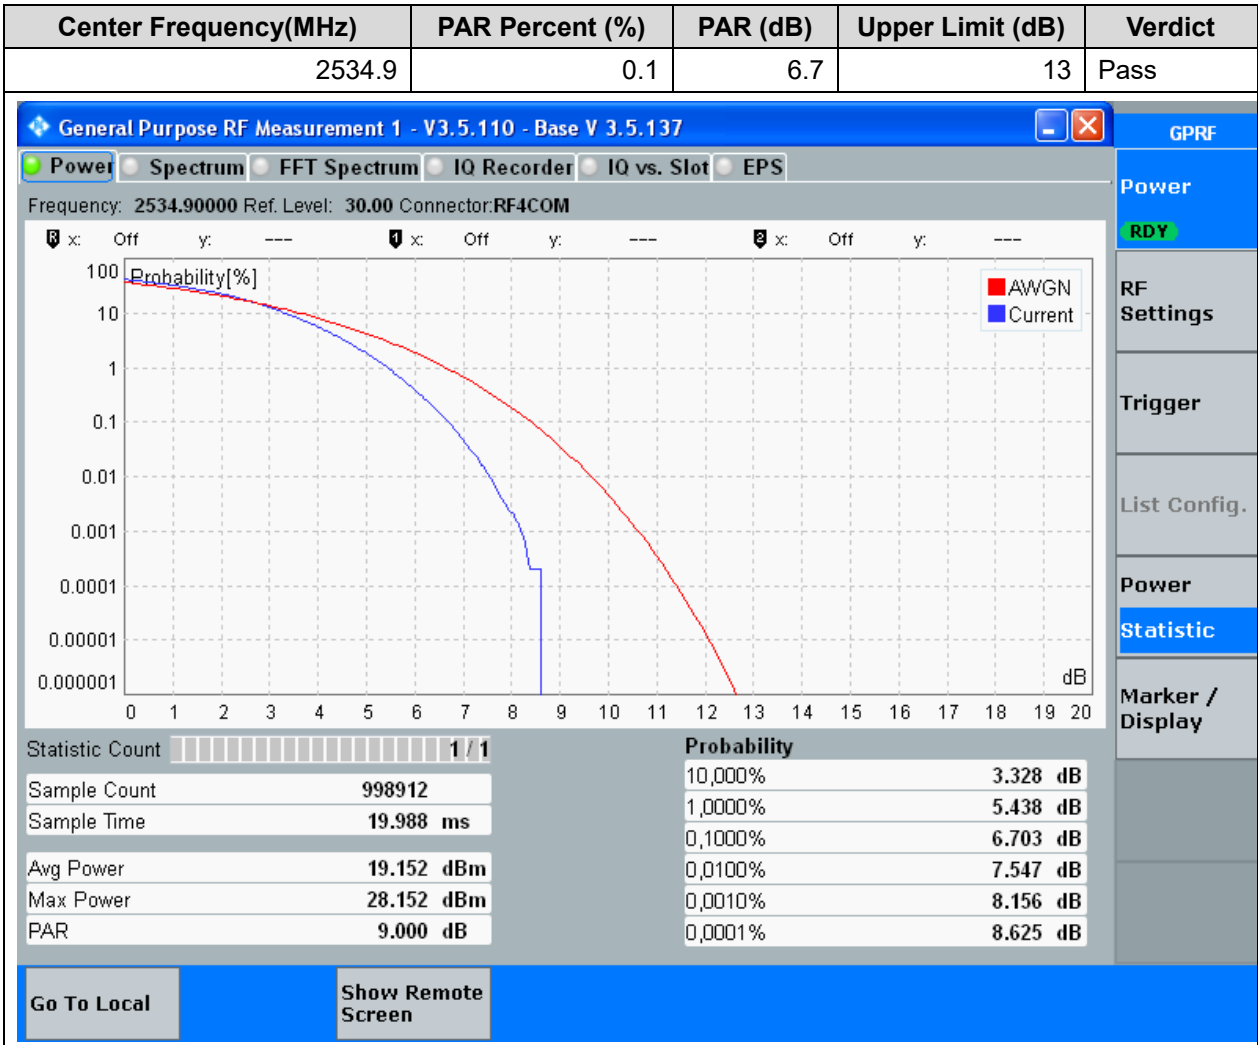 Center Frequency(MHz) PAR Percent (%) PAR (dB) Upper Limit (dB) Verdict
2534.9 0.1 6.7 13 Pass
General Purpose RF Measurement 1 - V3.5.110 - Base V 3.5.137
GPRF
Power Spectrum FFT Spectrum IQ Recorder IQ vs. Slot EPS
Frequency: 2534.90000 Ref. Level: 30.00 Connector:RF4COM
R x: Off y: --- 1 x: Off y: --- 2 x: Off y: ---
Probability[%]
100
10
1
0.1
0.01
0.001
0.0001
0.00001
0.000001
AWGN
Current
dB
0 1 2 3 4 5 6 7 8 9 10 11 12 13 14 15 16 17 18 19 20
Statistic Count 1 / 1
Sample Count 998912
Sample Time 19.988 ms
Avg Power 19.152 dBm
Max Power 28.152 dBm
PAR 9.000 dB
Probability
10,000% 3.328 dB
1,0000% 5.438 dB
0,1000% 6.703 dB
0,0100% 7.547 dB
0,0010% 8.156 dB
0,0001% 8.625 dB
Power
RDY
RF
Settings
Trigger
List Config.
Power
Statistic
Marker /
Display
Go To Local
Show Remote
Screen